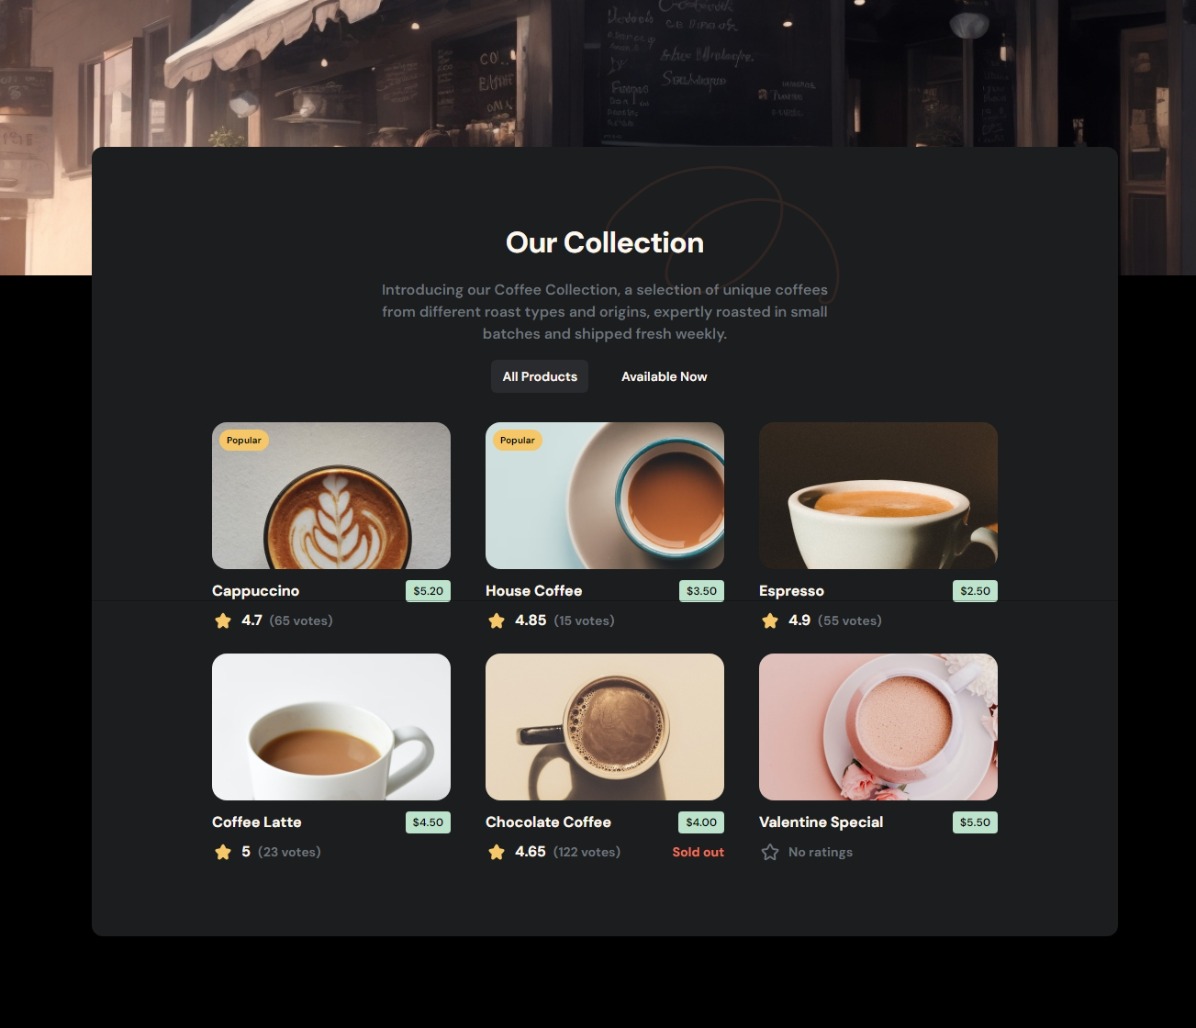 Our Collection
Introducing our Coffee Collection, a selection of unique coffees
from different roast types and origins, expertly roasted in small
batches and shipped fresh weekly.
All Products Available Now
Popular Popular
Cappuccino $5.20 House Coffee $3.50 Espresso $2.50
4.7 (65 votes) 4.85 (15 votes) 4.9 (55 votes)
Coffee Latte $4.50 Chocolate Coffee $4.00 Valentine Special $5.50
5 (23 votes) 4.65 (122 votes) Sold out No ratings